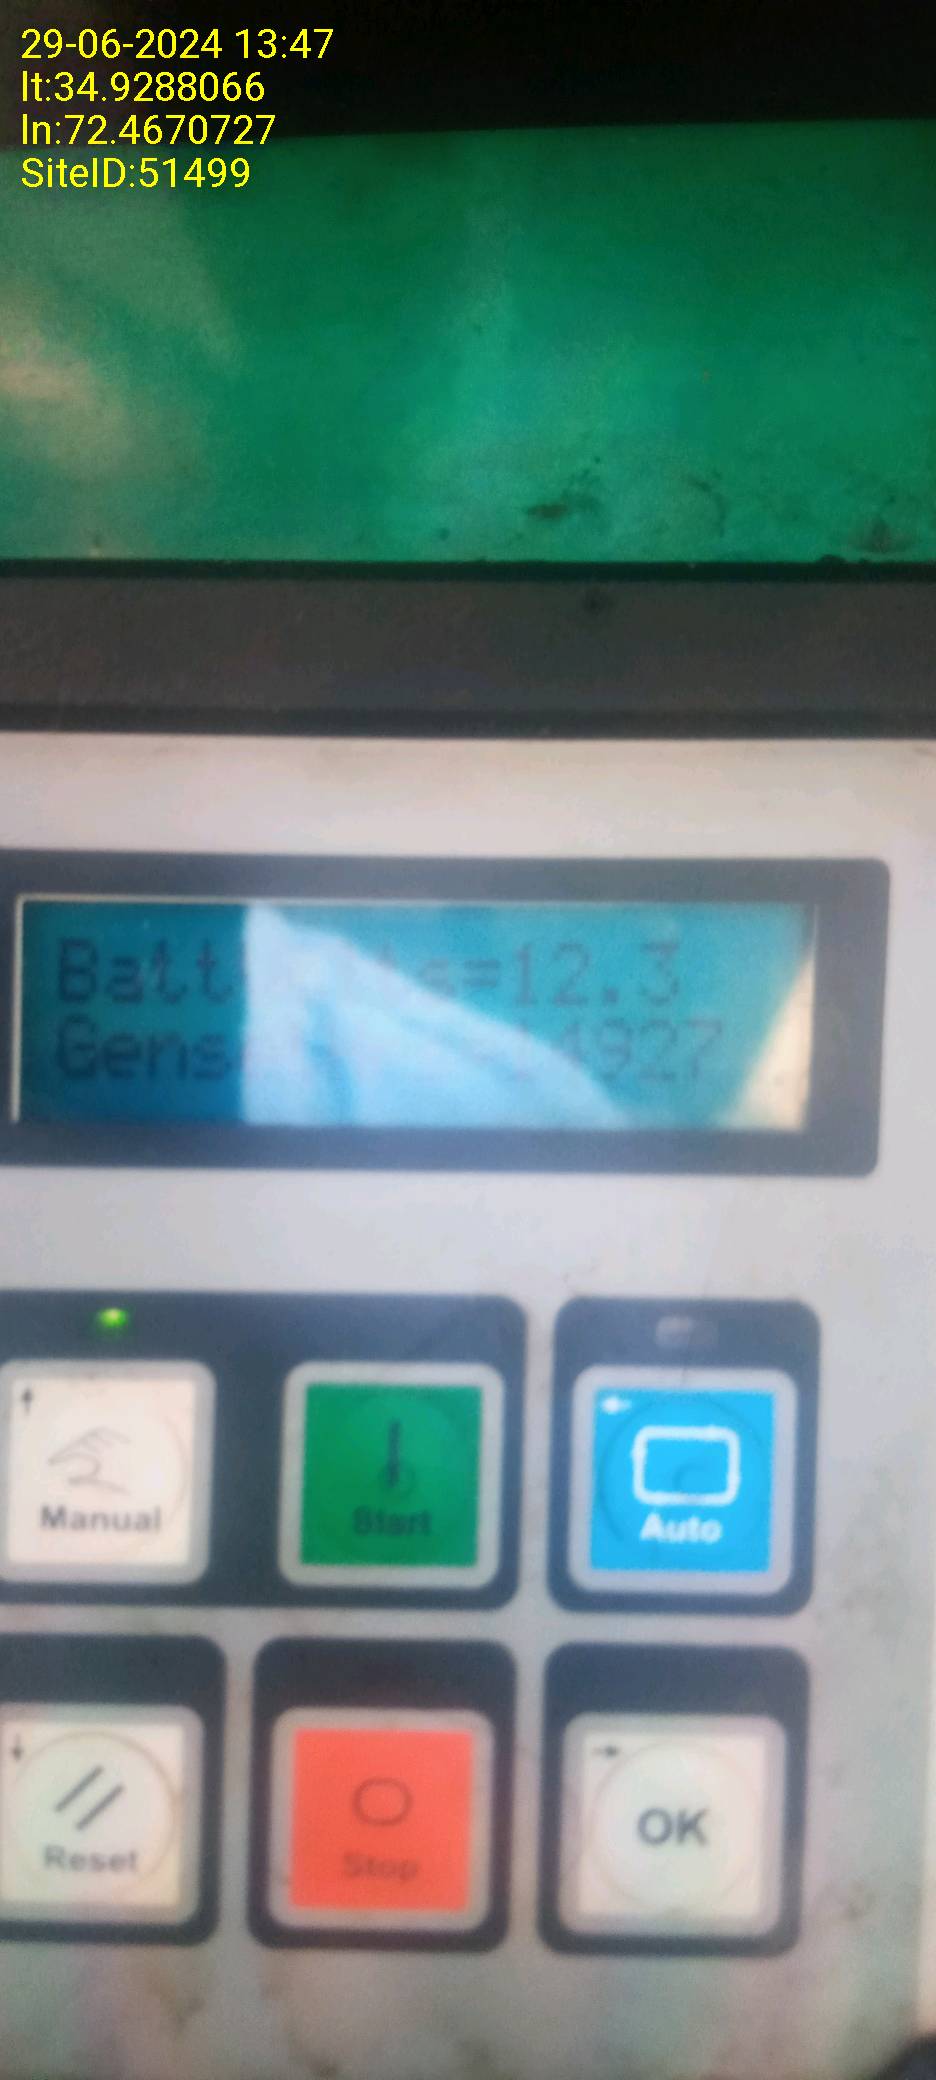 29-06-2024 13:47
lt:34.9288066
ln:72.4670727
SiteID:51499
Batt =12.3
Gens 14927
Manual
Start
Auto
Reset
Stop
OK